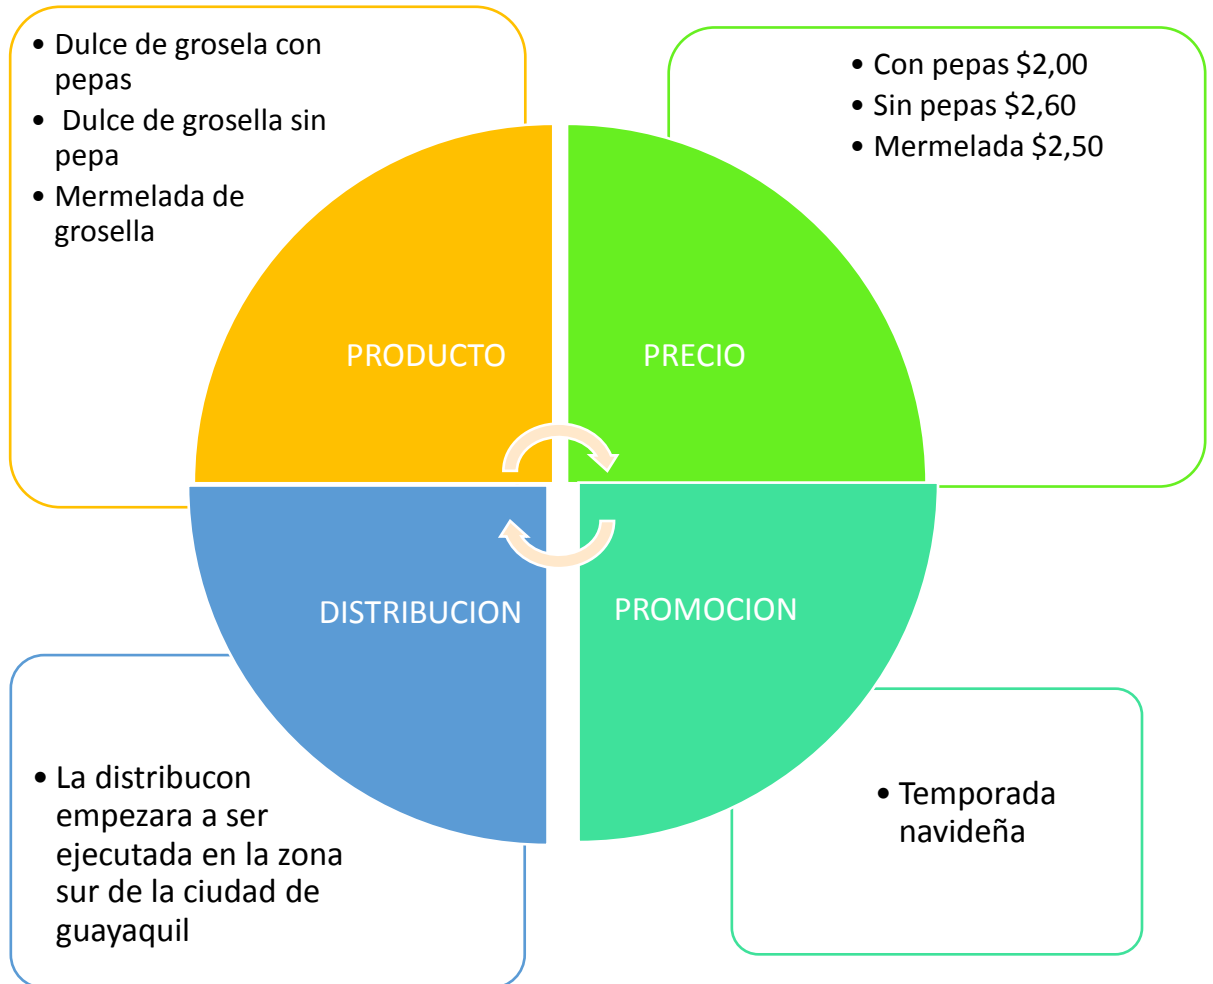 • Dulce de grosela con
pepas
• Dulce de grosella sin
pepa
• Mermelada de
grosella
• Con pepas $2,00
• Sin pepas $2,60
• Mermelada $2,50
PRODUCTO
PRECIO
DISTRIBUCION
PROMOCION
• La distribucon
empezara a ser
ejecutada en la zona
sur de la ciudad de
guayaquil
• Temporada
navideña